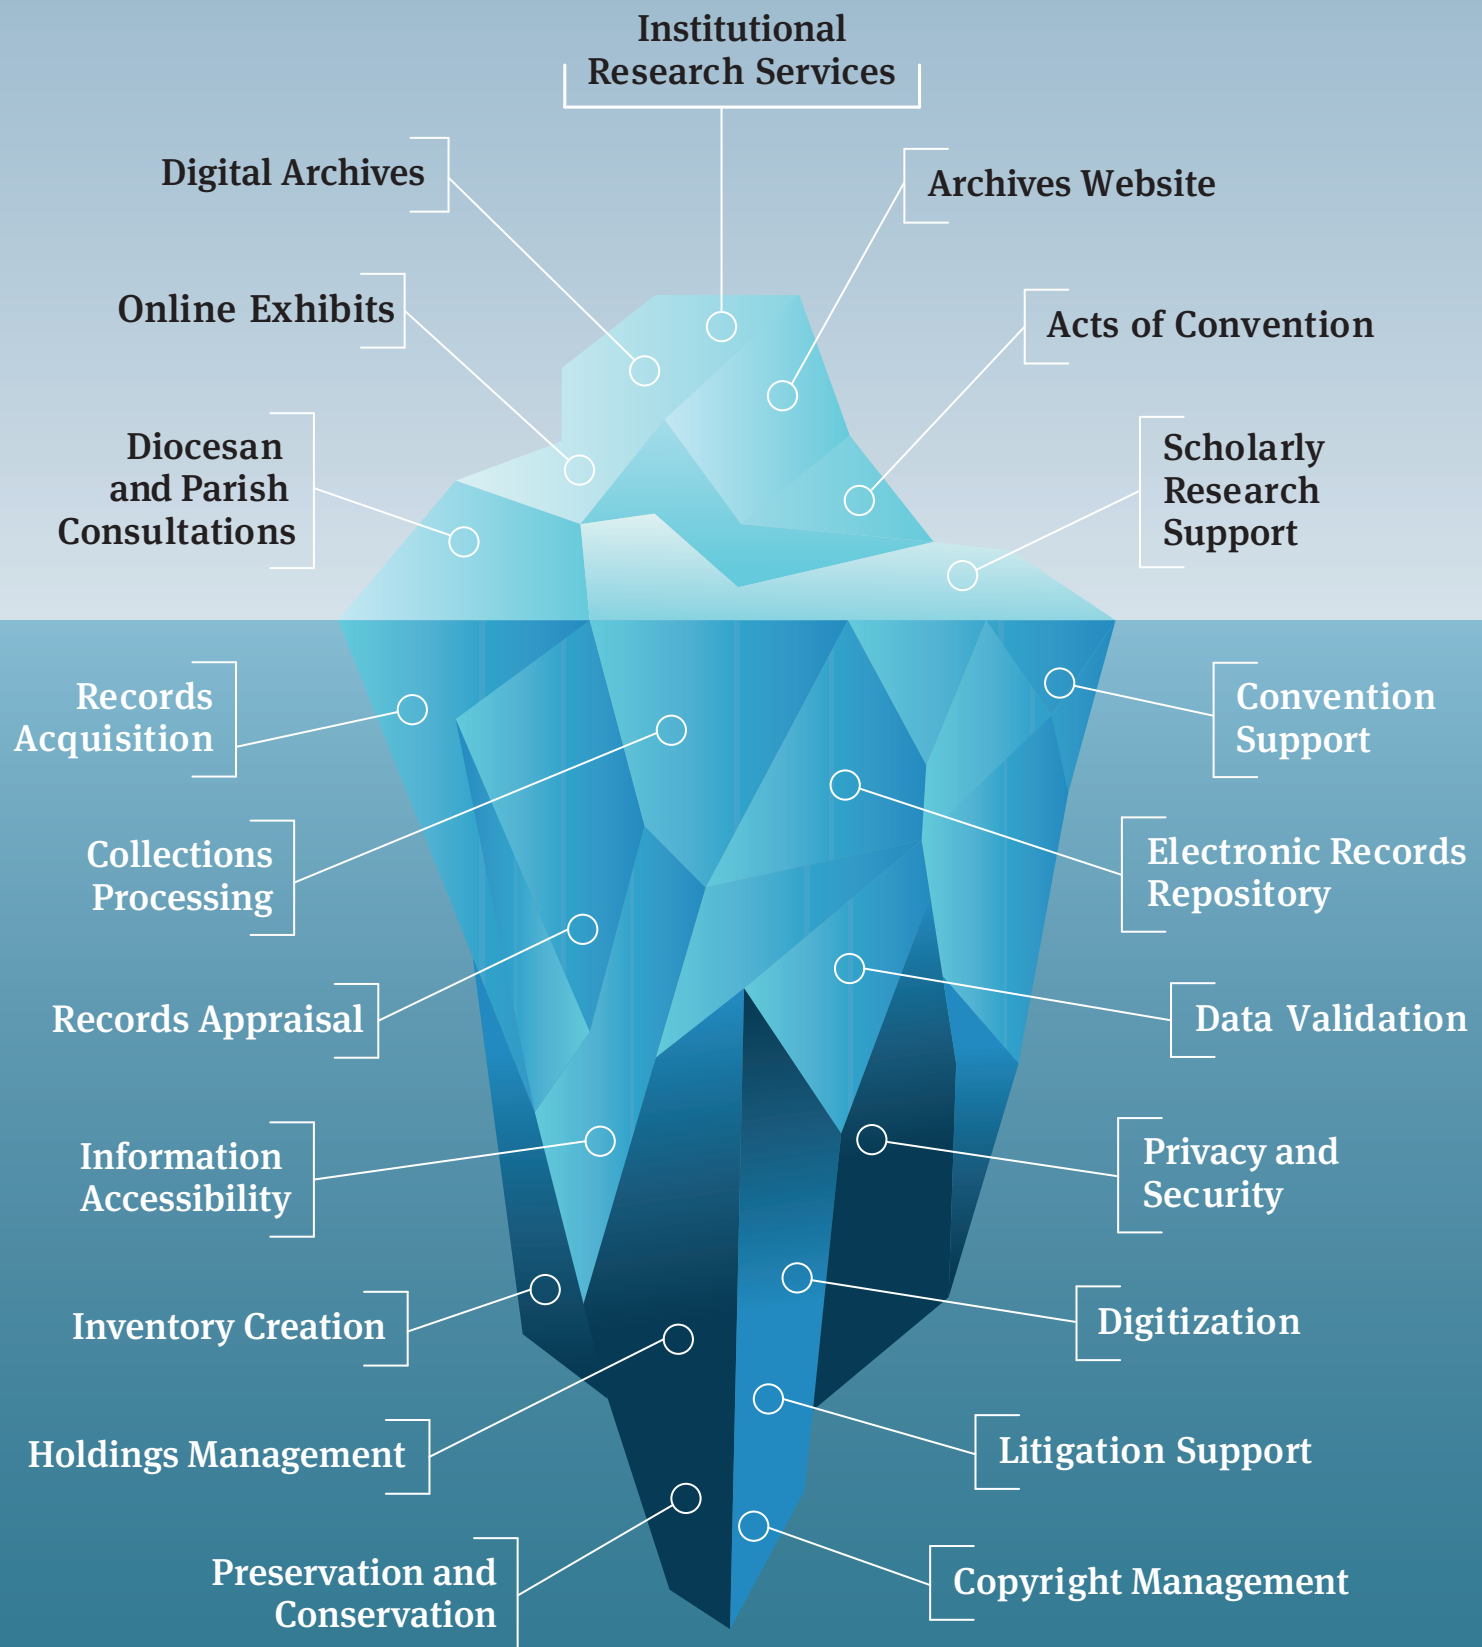 Institutional
Research Services
Digital Archives
Archives Website
Online Exhibits
Acts of Convention
Diocesan
and Parish
Consultations
Scholarly
Research
Support
Records
Acquisition
Convention
Support
Collections
Processing
Electronic Records
Repository
Records Appraisal
Data Validation
Information
Accessibility
Privacy and
Security
Inventory Creation
Digitization
Holdings Management
Litigation Support
Preservation and
Conservation
Copyright Management